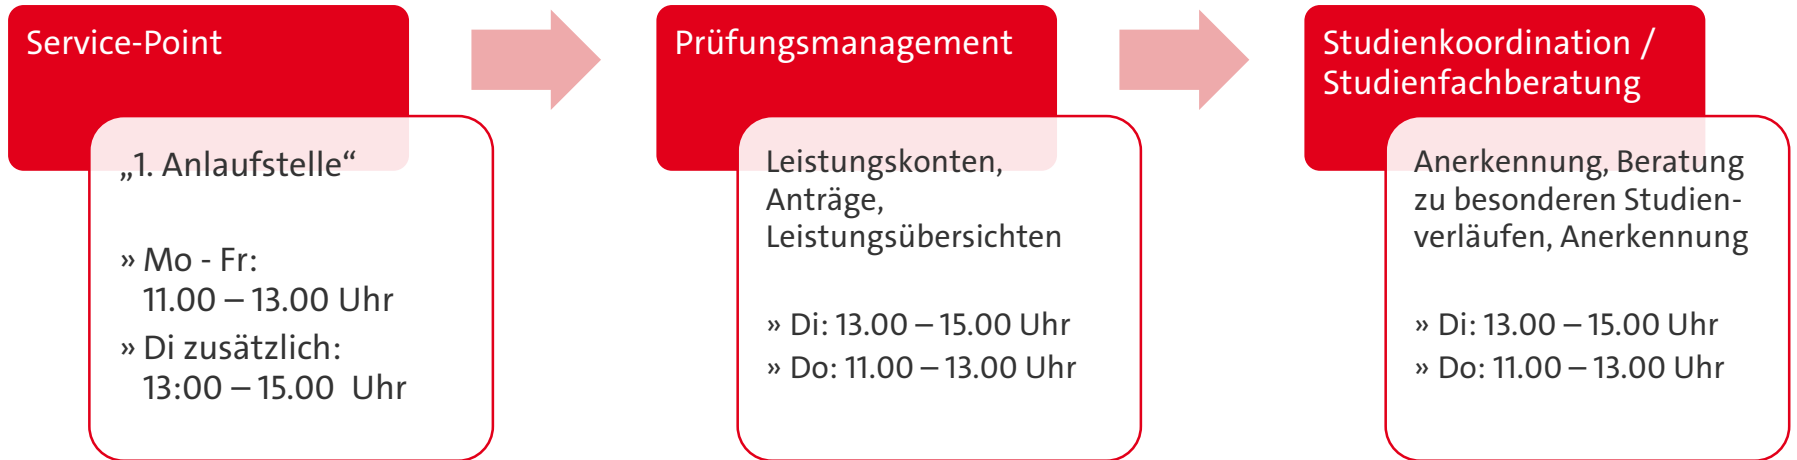 Service-Point
„1. Anlaufstelle“
» Mo - Fr:
11.00 – 13.00 Uhr
» Di zusätzlich:
13:00 – 15.00 Uhr
Prüfungsmanagement
Leistungskonten,
Anträge,
Leistungsübersichten
» Di: 13.00 – 15.00 Uhr
» Do: 11.00 – 13.00 Uhr
Studienkoordination /
Studienfachberatung
Anerkennung, Beratung
zu besonderen Studien-
verläufen, Anerkennung
» Di: 13.00 – 15.00 Uhr
» Do: 11.00 – 13.00 Uhr